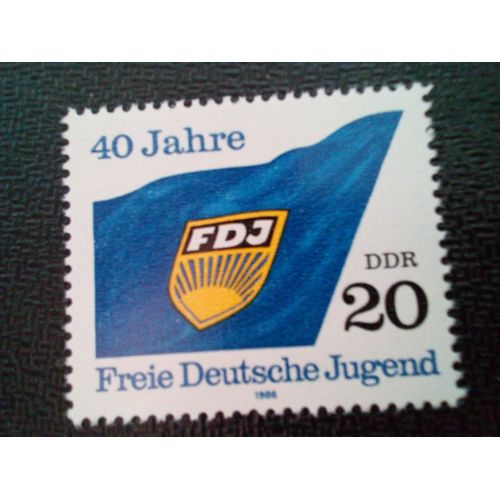 40 Jahre
FDJ
DDR
20
Freie Deutsche Jugend
1986